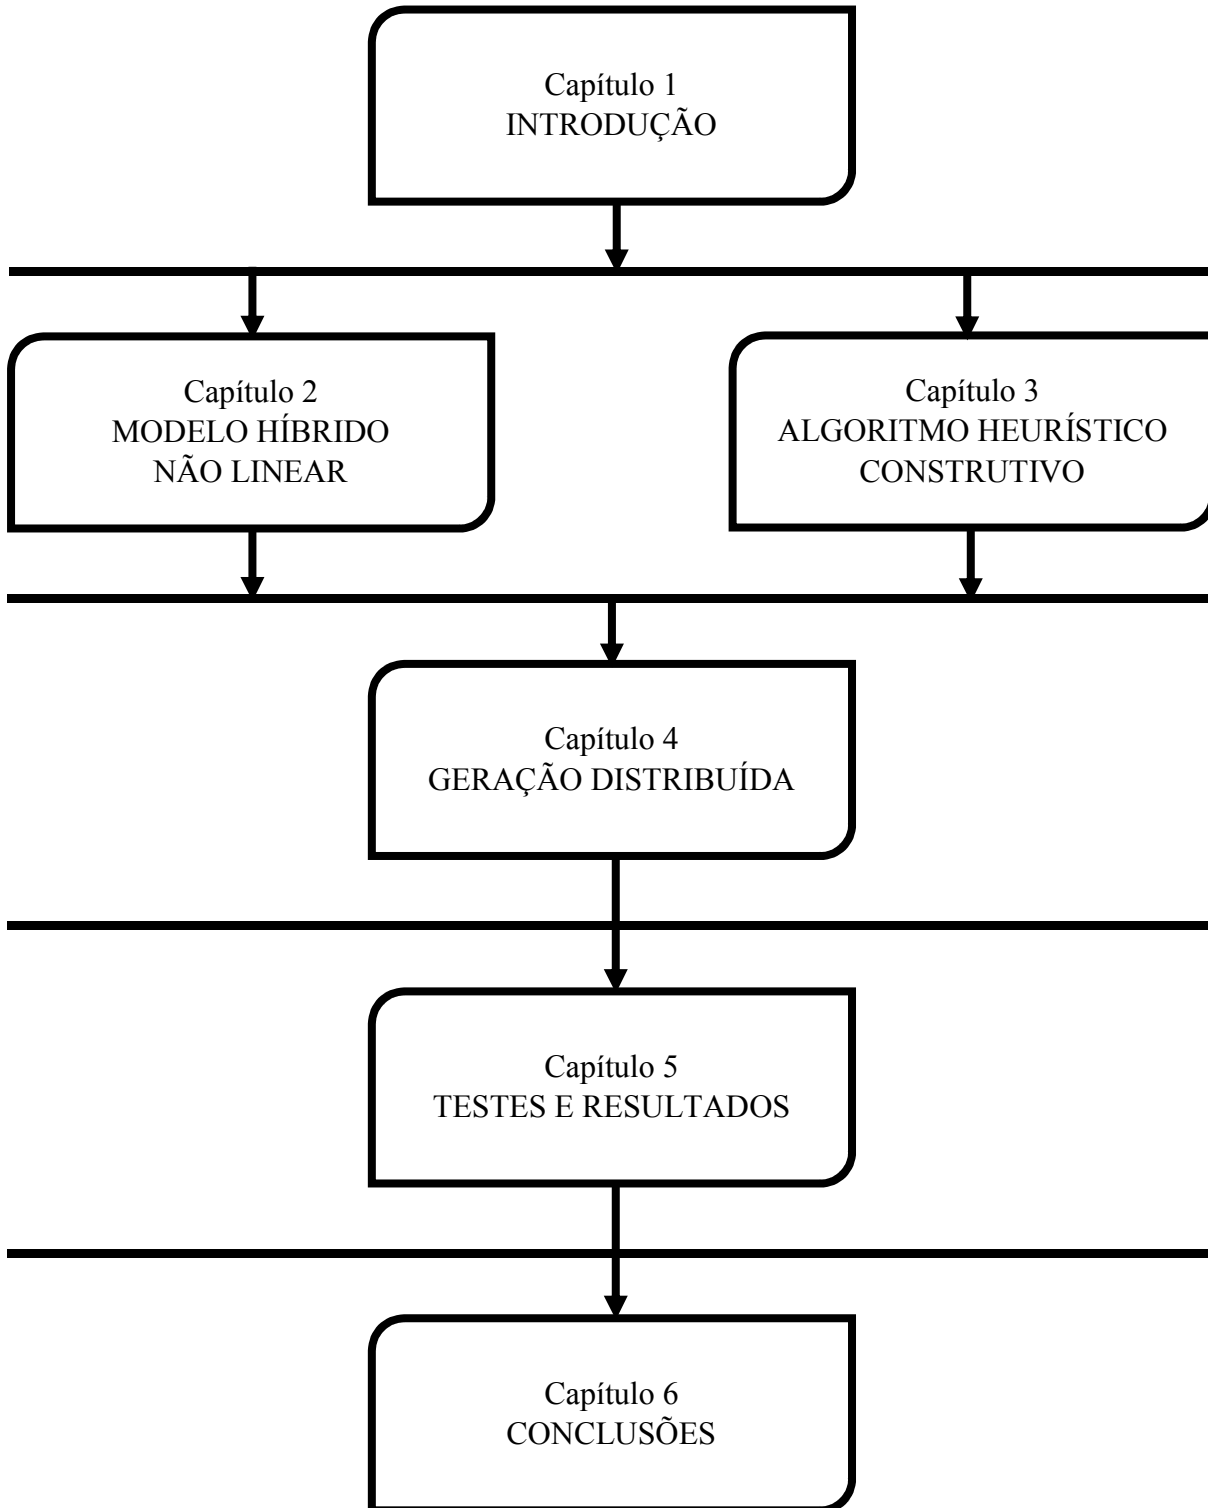 Capítulo 1
INTRODUÇÃO
Capítulo 2
MODELO HÍBRIDO
NÃO LINEAR
Capítulo 3
ALGORITMO HEURÍSTICO
CONSTRUTIVO
Capítulo 4
GERAÇÃO DISTRIBUÍDA
Capítulo 5
TESTES E RESULTADOS
Capítulo 6
CONCLUSÕES